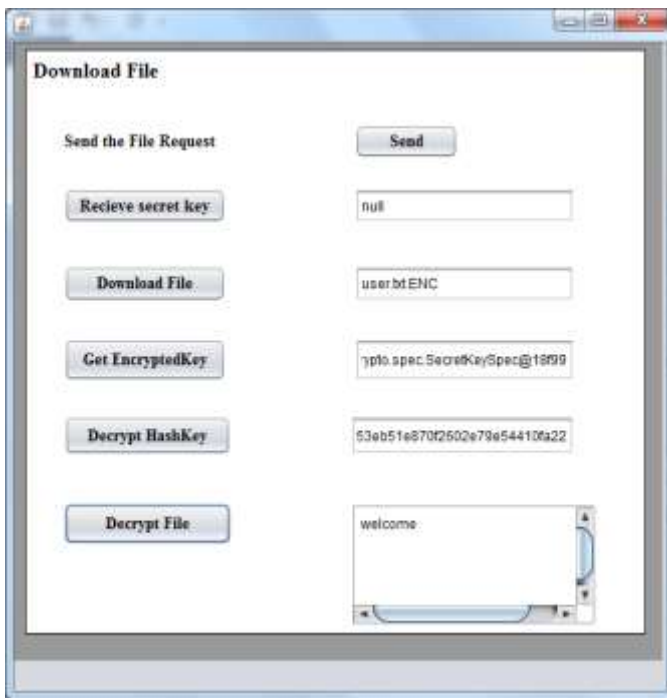 Download File
Send the File Request Send
Recieve secret key null
Download File user.txt.ENC
Get EncryptedKey rypto.spec.SecretKeySpec@18f99
Decrypt HashKey 53eb51e870f2602e79e54410fa22
Decrypt File welcome